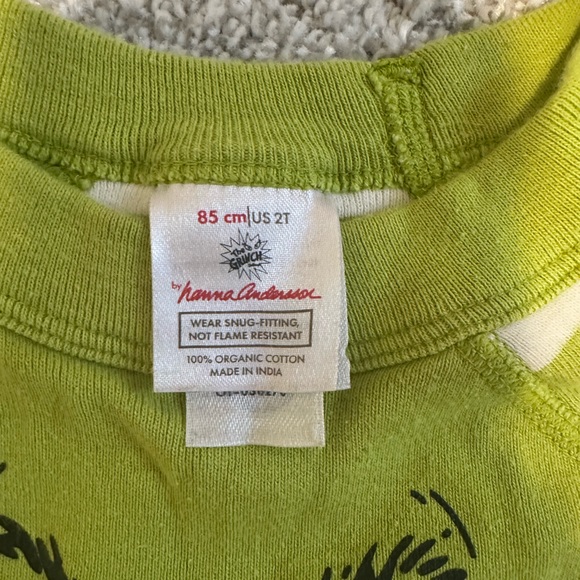 85 cm|US 2T
GRINCH
by hanna andersson
WEAR SNUG-FITTING,
NOT FLAME RESISTANT
100% ORGANIC COTTON
MADE IN INDIA